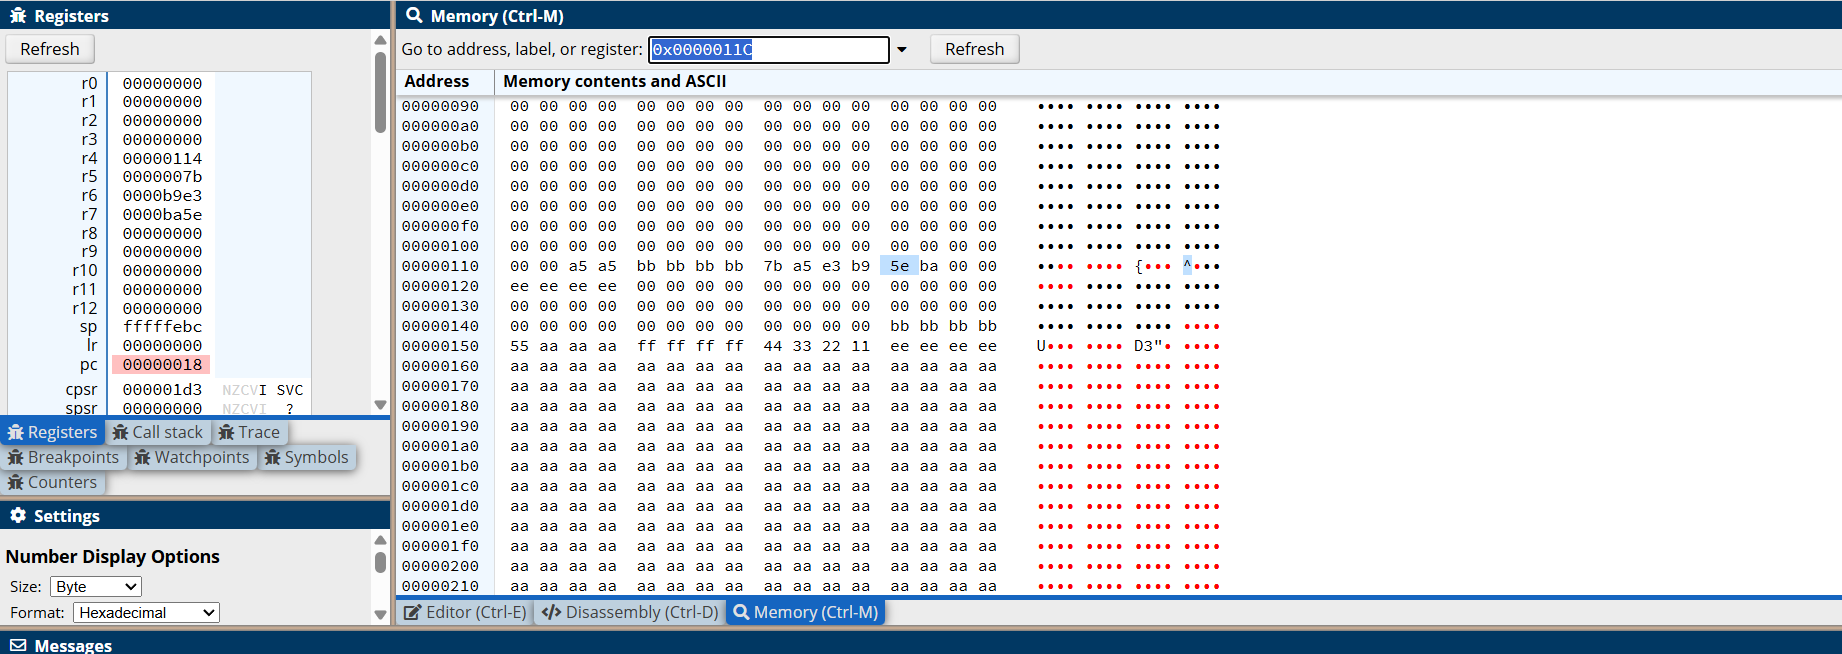 Registers
Refresh
r0 00000000
r1 00000000
r2 00000000
r3 00000000
r4 00000114
r5 0000007b
r6 0000b9e3
r7 0000ba5e
r8 00000000
r9 00000000
r10 00000000
r11 00000000
r12 00000000
sp fffffebc
lr 00000000
pc 00000018
cpsr 000001d3 NZCVI SVC
spsr 00000000 NZCVI ?
Registers Call stack Trace
Breakpoints Watchpoints Symbols
Counters
Settings
Number Display Options
Size: Byte
Format: Hexadecimal
Memory (Ctrl-M)
Go to address, label, or register: 0x0000011C Refresh
Address Memory contents and ASCII
00000090 00 00 00 00 00 00 00 00 00 00 00 00 00 00 00 00 •••• •••• •••• ••••
000000a0 00 00 00 00 00 00 00 00 00 00 00 00 00 00 00 00 •••• •••• •••• ••••
000000b0 00 00 00 00 00 00 00 00 00 00 00 00 00 00 00 00 •••• •••• •••• ••••
000000c0 00 00 00 00 00 00 00 00 00 00 00 00 00 00 00 00 •••• •••• •••• ••••
000000d0 00 00 00 00 00 00 00 00 00 00 00 00 00 00 00 00 •••• •••• •••• ••••
000000e0 00 00 00 00 00 00 00 00 00 00 00 00 00 00 00 00 •••• •••• •••• ••••
000000f0 00 00 00 00 00 00 00 00 00 00 00 00 00 00 00 00 •••• •••• •••• ••••
00000100 00 00 00 00 00 00 00 00 00 00 00 00 00 00 00 00 •••• •••• •••• ••••
00000110 00 00 a5 a5 bb bb bb bb 7b a5 e3 b9 5e ba 00 00 •••• •••• {••• ^•••
00000120 ee ee ee ee 00 00 00 00 00 00 00 00 00 00 00 00 •••• •••• •••• ••••
00000130 00 00 00 00 00 00 00 00 00 00 00 00 00 00 00 00 •••• •••• •••• ••••
00000140 00 00 00 00 00 00 00 00 00 00 00 00 bb bb bb bb •••• •••• •••• ••••
00000150 55 aa aa aa ff ff ff ff 44 33 22 11 ee ee ee ee U••• •••• D3"• ••••
00000160 aa aa aa aa aa aa aa aa aa aa aa aa aa aa aa aa •••• •••• •••• ••••
00000170 aa aa aa aa aa aa aa aa aa aa aa aa aa aa aa aa •••• •••• •••• ••••
00000180 aa aa aa aa aa aa aa aa aa aa aa aa aa aa aa aa •••• •••• •••• ••••
00000190 aa aa aa aa aa aa aa aa aa aa aa aa aa aa aa aa •••• •••• •••• ••••
000001a0 aa aa aa aa aa aa aa aa aa aa aa aa aa aa aa aa •••• •••• •••• ••••
000001b0 aa aa aa aa aa aa aa aa aa aa aa aa aa aa aa aa •••• •••• •••• ••••
000001c0 aa aa aa aa aa aa aa aa aa aa aa aa aa aa aa aa •••• •••• •••• ••••
000001d0 aa aa aa aa aa aa aa aa aa aa aa aa aa aa aa aa •••• •••• •••• ••••
000001e0 aa aa aa aa aa aa aa aa aa aa aa aa aa aa aa aa •••• •••• •••• ••••
000001f0 aa aa aa aa aa aa aa aa aa aa aa aa aa aa aa aa •••• •••• •••• ••••
00000200 aa aa aa aa aa aa aa aa aa aa aa aa aa aa aa aa •••• •••• •••• ••••
00000210 aa aa aa aa aa aa aa aa aa aa aa aa aa aa aa aa •••• •••• •••• ••••
Editor (Ctrl-E) </> Disassembly (Ctrl-D) Memory (Ctrl-M)
Messages